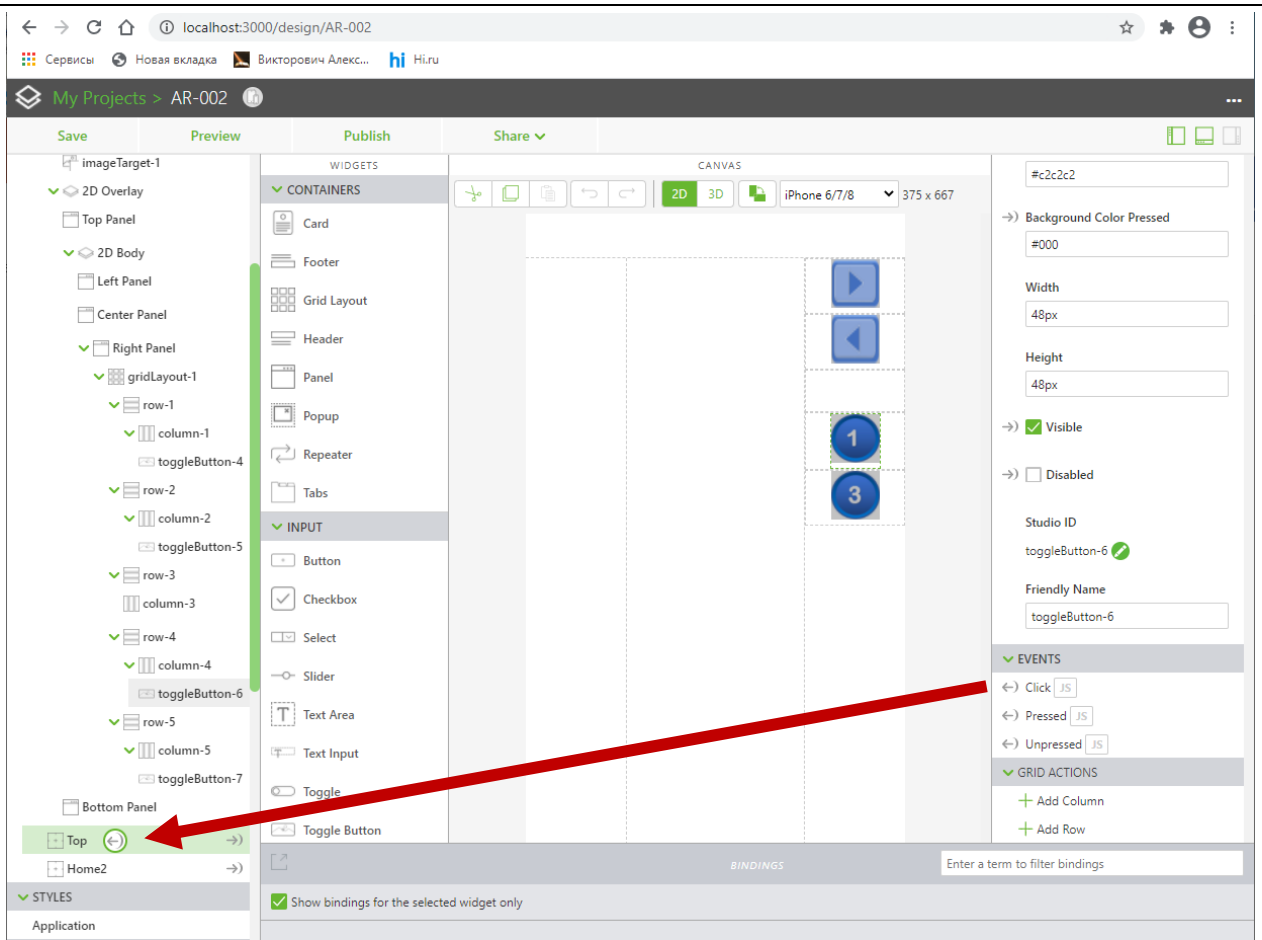 localhost:3000/design/AR-002
Сервисы Новая вкладка Викторович Алекс... hi Hi.ru
My Projects > AR-002
Save Preview Publish Share
imageTarget-1
2D Overlay
Top Panel
2D Body
Left Panel
Center Panel
Right Panel
gridLayout-1
row-1
column-1
toggleButton-4
row-2
column-2
toggleButton-5
row-3
column-3
row-4
column-4
toggleButton-6
row-5
column-5
toggleButton-7
Bottom Panel
Top
Home2
STYLES
Application
WIDGETS
CONTAINERS
Card
Footer
Grid Layout
Header
Panel
Popup
Repeater
Tabs
INPUT
Button
Checkbox
Select
Slider
Text Area
Text Input
Toggle
Toggle Button
CANVAS
2D 3D iPhone 6/7/8 375 x 667
1
3
#c2c2c2
Background Color Pressed
#000
Width
48px
Height
48px
Visible
Disabled
Studio ID
toggleButton-6
Friendly Name
toggleButton-6
EVENTS
Click JS
Pressed JS
Unpressed JS
GRID ACTIONS
Add Column
Add Row
BINDINGS
Enter a term to filter bindings
Show bindings for the selected widget only